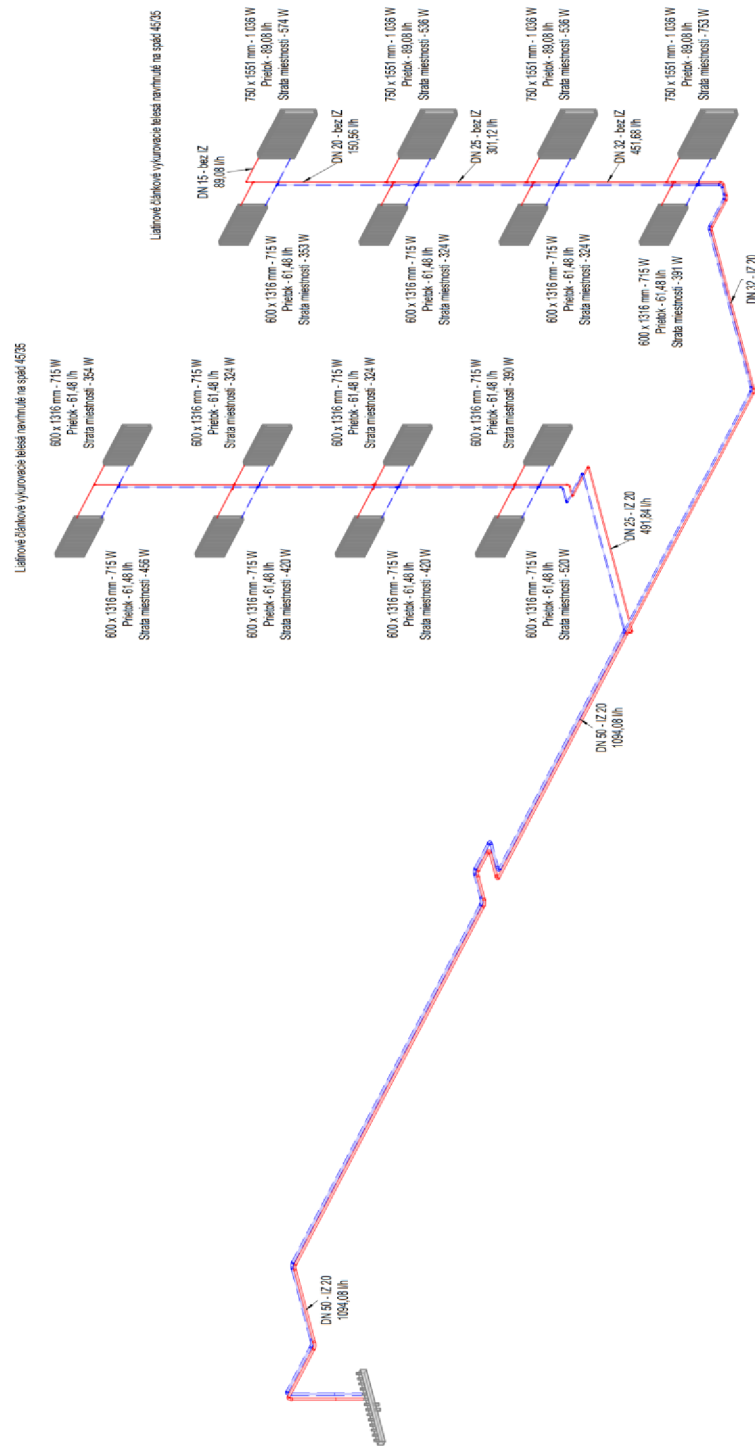 Liatinové článkové vykurovacie telesá navrhnuté na spád 45/35
750 x 1551 mm - 1 036 W
Prietok - 89,08 l/h
Strata miestnosti - 574 W
750 x 1551 mm - 1 036 W
Prietok - 89,08 l/h
Strata miestnosti - 536 W
750 x 1551 mm - 1 036 W
Prietok - 89,08 l/h
Strata miestnosti - 536 W
750 x 1551 mm - 1 036 W
Prietok - 89,08 l/h
Strata miestnosti - 753 W
DN 15 - bez IZ
89,08 l/h
DN 20 - bez IZ
150,56 l/h
DN 25 - bez IZ
301,12 l/h
DN 32 - bez IZ
451,68 l/h
600 x 1316 mm - 715 W
Prietok - 61,48 l/h
Strata miestnosti - 353 W
600 x 1316 mm - 715 W
Prietok - 61,48 l/h
Strata miestnosti - 324 W
600 x 1316 mm - 715 W
Prietok - 61,48 l/h
Strata miestnosti - 324 W
600 x 1316 mm - 715 W
Prietok - 61,48 l/h
Strata miestnosti - 391 W
DN 32 - IZ 20
Liatinové článkové vykurovacie telesá navrhnuté na spád 45/35
600 x 1316 mm - 715 W
Prietok - 61,48 l/h
Strata miestnosti - 354 W
600 x 1316 mm - 715 W
Prietok - 61,48 l/h
Strata miestnosti - 324 W
600 x 1316 mm - 715 W
Prietok - 61,48 l/h
Strata miestnosti - 324 W
600 x 1316 mm - 715 W
Prietok - 61,48 l/h
Strata miestnosti - 390 W
600 x 1316 mm - 715 W
Prietok - 61,48 l/h
Strata miestnosti - 456 W
600 x 1316 mm - 715 W
Prietok - 61,48 l/h
Strata miestnosti - 420 W
600 x 1316 mm - 715 W
Prietok - 61,48 l/h
Strata miestnosti - 420 W
600 x 1316 mm - 715 W
Prietok - 61,48 l/h
Strata miestnosti - 520 W
DN 25 - IZ 20
491,84 l/h
DN 50 - IZ 20
1094,08 l/h
DN 50 - IZ 20
1094,08 l/h